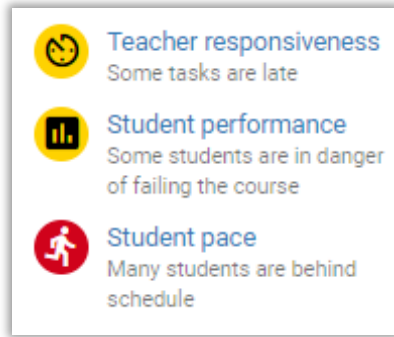 Teacher responsiveness
Some tasks are late
Student performance
Some students are in danger
of failing the course
Student pace
Many students are behind
schedule